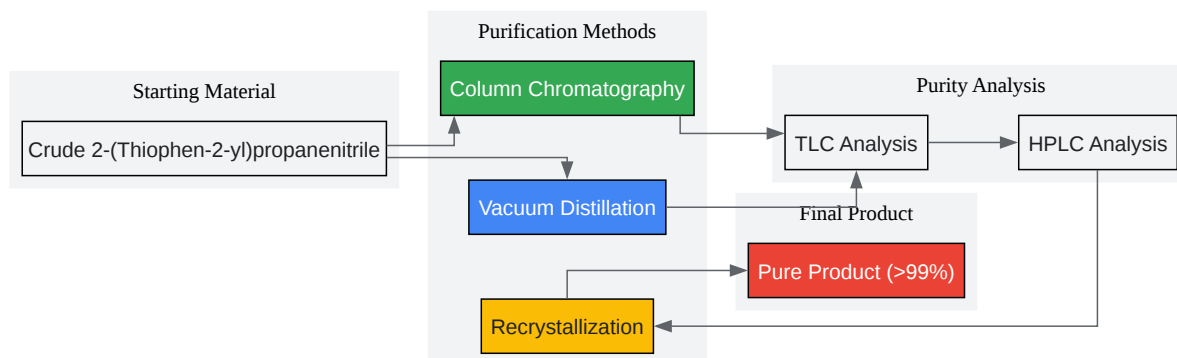 Starting Material
Crude 2-(Thiophen-2-yl)propanenitrile
Purification Methods
Column Chromatography
Vacuum Distillation
Recrystallization
Purity Analysis
TLC Analysis
HPLC Analysis
Final Product
Pure Product (>99%)